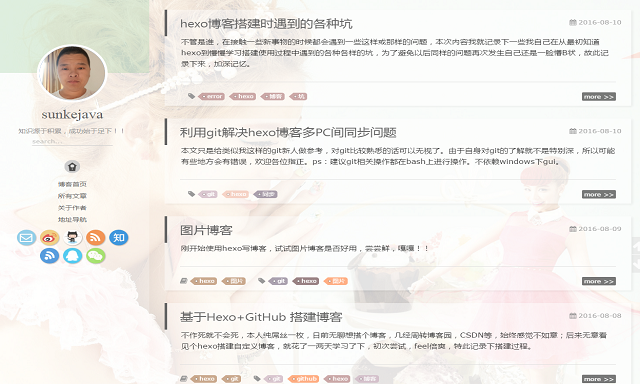 sunkejava
知识源于积累，成功始于足下！！
search...
博客首页
所有文章
关于作者
地址导航
知
hexo博客搭建时遇到的各种坑
2016-08-10
不管是谁，在接触一些新事物的时候都会遇到一些这样或那样的问题，本次内容我就记录下一些我自己在从最初知道
hexo到慢慢学习搭建使用过程中遇到的各种各样的坑，为了避免以后同样的问题再次发生自己还是一脸懵B状，故此记
录下来，加深记忆。
error hexo 博客 坑
more >>
利用git解决hexo博客多PC间同步问题
2016-08-10
本文只是给类似我这样的git新人做参考，对git比较熟悉的话可以无视了。由于自身对git的了解就不是特别深，所以可能
有些地方会有错误，欢迎各位指正。ps：建议git相关操作都在bash上进行操作。不依赖windows下gui。
git hexo 同步
more >>
图片博客
2016-08-09
刚开始使用hexo写博客，试试图片博客是否好用，尝尝鲜，嘎嘎！！
hexo 图片 git hexo 图片
more >>
基于Hexo+GitHub 搭建博客
2016-08-08
不作死就不会死，本人纯屌丝一枚，日前无聊想搭个博客，几经周转博客园，CSDN等，始终感觉不如意；后来无意看
见个hexo搭建自定义博客，就花了一两天学习了下，初次尝试，feel倍爽，特此记录下搭建过程。
hexo git git github hexo 博客
more >>